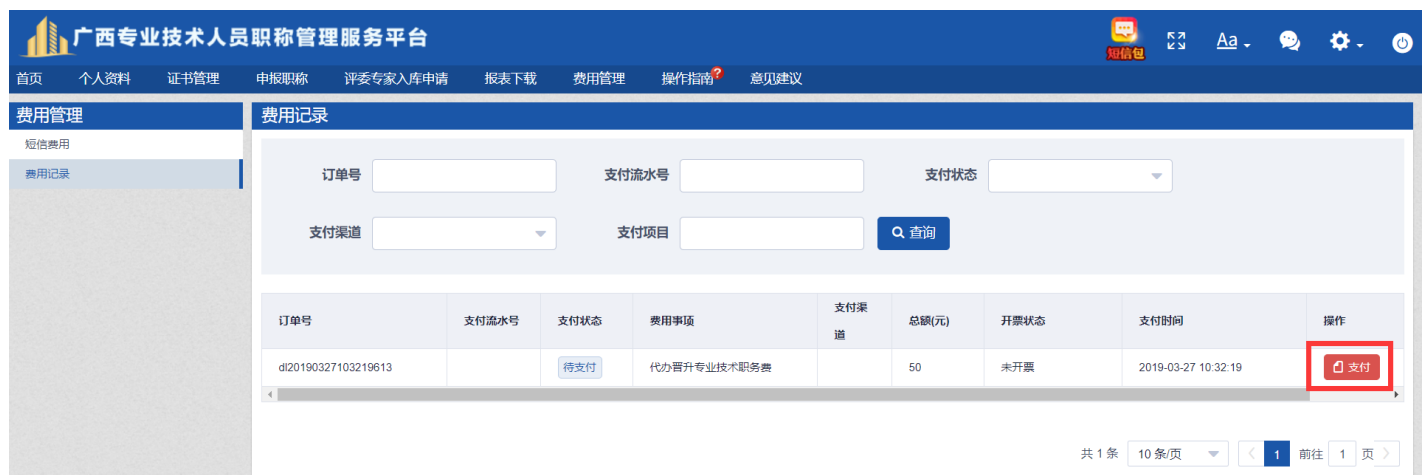 广西专业技术人员职称管理服务平台
短信包
Aa
首页 个人资料 证书管理 申报职称 评委专家入库申请 报表下载 费用管理 操作指南? 意见建议
费用管理
短信费用
费用记录
费用记录
订单号 支付流水号 支付状态
支付渠道 支付项目 查询
订单号 支付流水号 支付状态 费用事项 支付渠 总额(元) 开票状态 支付时间 操作
道
dl20190327103219613 待支付 代办晋升专业技术职务费 50 未开票 2019-03-27 10:32:19 支付
共 1 条 10 条/页 1 前往 1 页